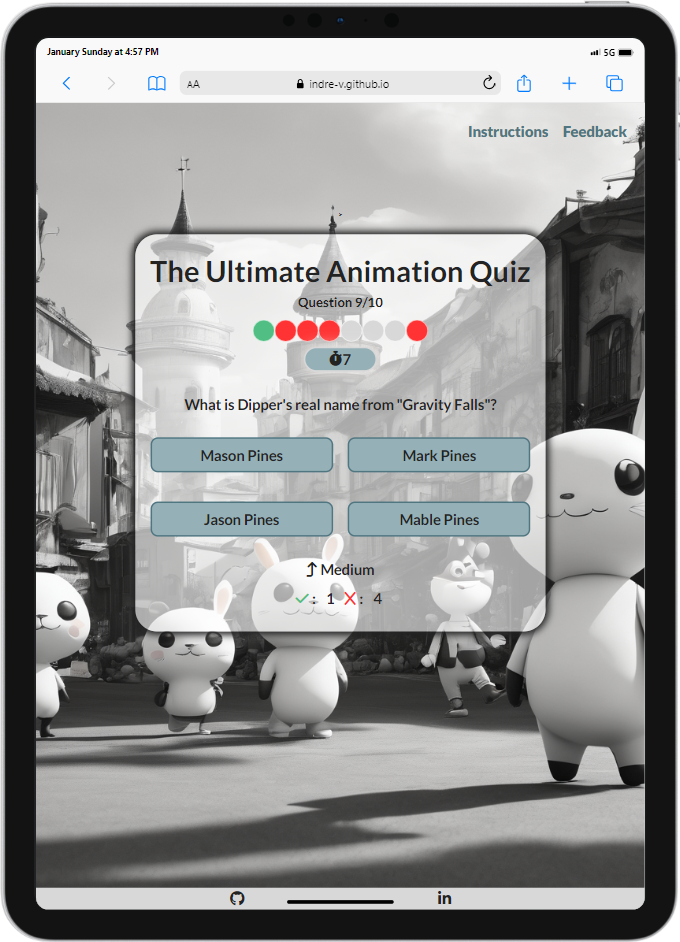 January Sunday at 4:57 PM
5G
AA
indre-v.github.io
Instructions Feedback
The Ultimate Animation Quiz
Question 9/10
7
What is Dipper's real name from "Gravity Falls"?
Mason Pines Mark Pines
Jason Pines Mable Pines
Medium
: 1 : 4
in